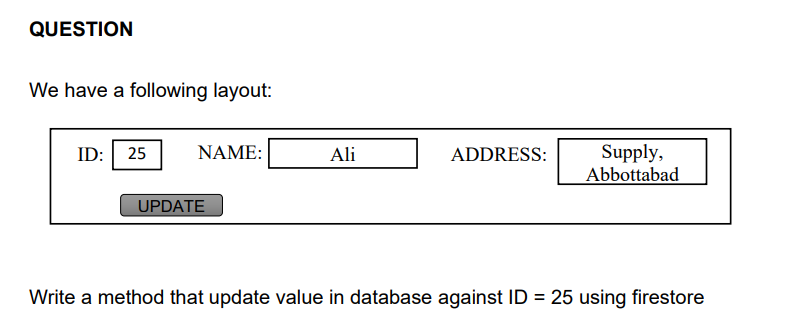 QUESTION
We have a following layout:
ID: 25 NAME: Ali ADDRESS: Supply,
Abbottabad
UPDATE
Write a method that update value in database against ID = 25 using firestore